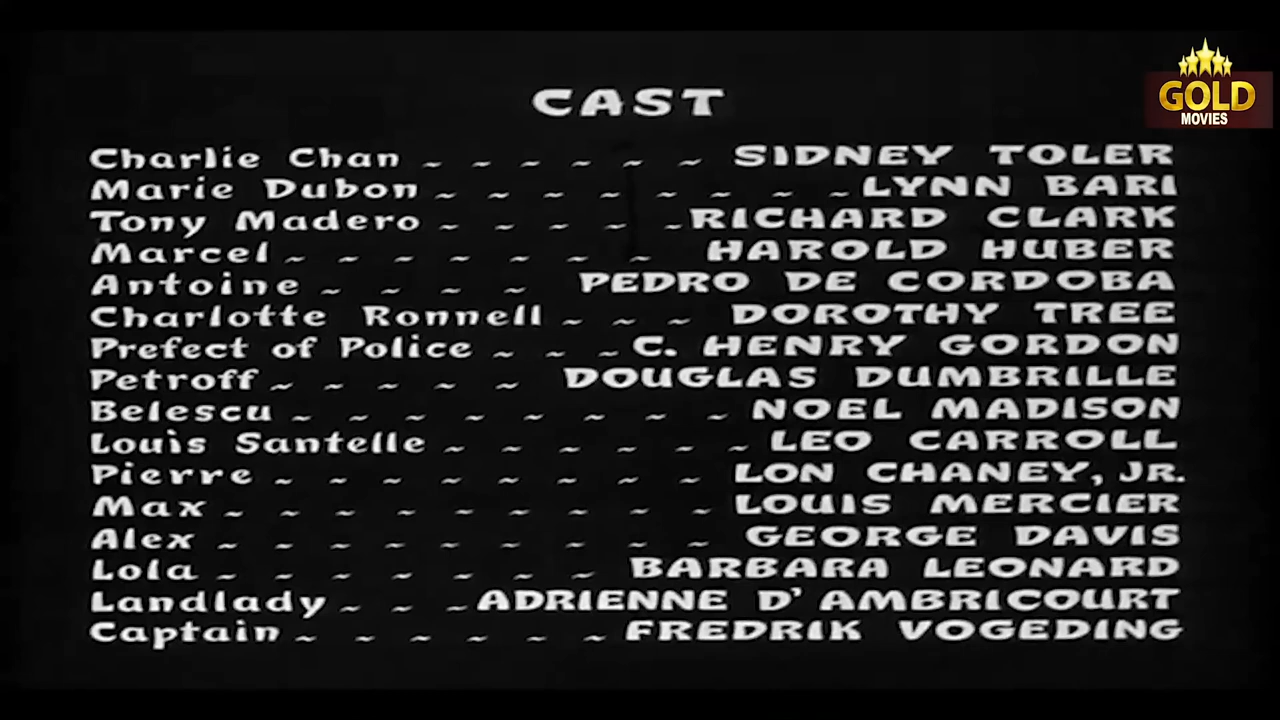 GOLD
MOVIES
CAST
Charlie Chan ~ ~ ~ ~ ~ ~ SIDNEY TOLER
Marie Dubon ~ ~ ~ ~ ~ ~ ~ ~ LYNN BARI
Tony Madero ~ ~ ~ ~ ~ RICHARD CLARK
Marcel ~ ~ ~ ~ ~ ~ ~ HAROLD HUBER
Antoine ~ ~ ~ ~ PEDRO DE CORDOBA
Charlotte Ronnell ~ ~ ~ DOROTHY TREE
Prefect of Police ~ ~ ~ C. HENRY GORDON
Petroff ~ ~ ~ ~ ~ DOUGLAS DUMBRILLE
Belescu ~ ~ ~ ~ ~ ~ ~ ~ NOEL MADISON
Louis Santelle ~ ~ ~ ~ ~ ~ LEO CARROLL
Pierre ~ ~ ~ ~ ~ ~ ~ ~ LON CHANEY, JR.
Max ~ ~ ~ ~ ~ ~ ~ ~ ~ LOUIS MERCIER
Alex ~ ~ ~ ~ ~ ~ ~ ~ ~ GEORGE DAVIS
Lola ~ ~ ~ ~ ~ ~ ~ BARBARA LEONARD
Landlady ~ ~ ~ ADRIENNE D'AMBRICOURT
Captain ~ ~ ~ ~ ~ ~ FREDRIK VOGEDING